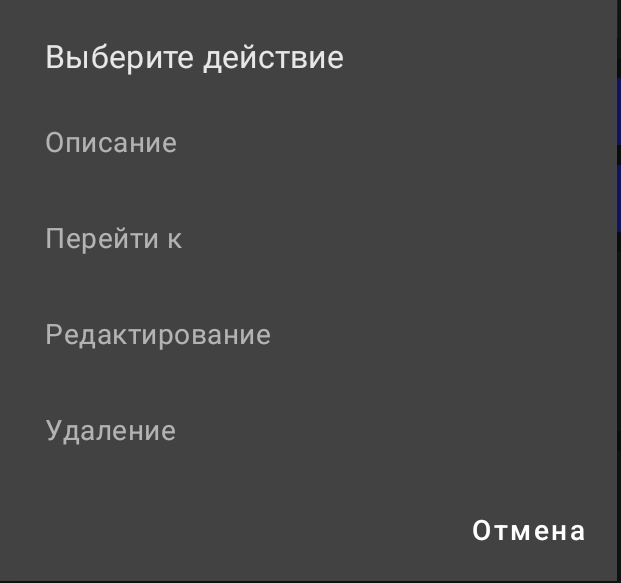 Выберите действие
Описание
Перейти к
Редактирование
Удаление
Отмена